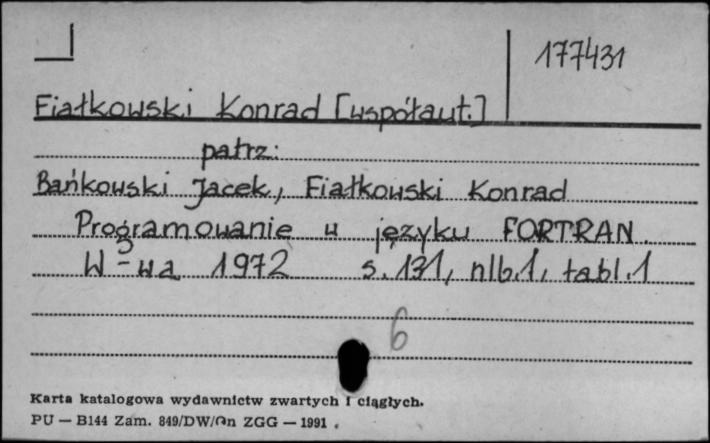 177431
Fiałkowski Konrad [współaut.]
patrz:
Bańkowski Jacek, Fiałkowski Konrad
Programowanie w języku FORTRAN.
W-wa 1972 s. 131, nlb.1, tabl.1
6
Karta katalogowa wydawnictw zwartych i ciągłych.
PU — B144 Zam. 849/DW/On ZGG — 1991.